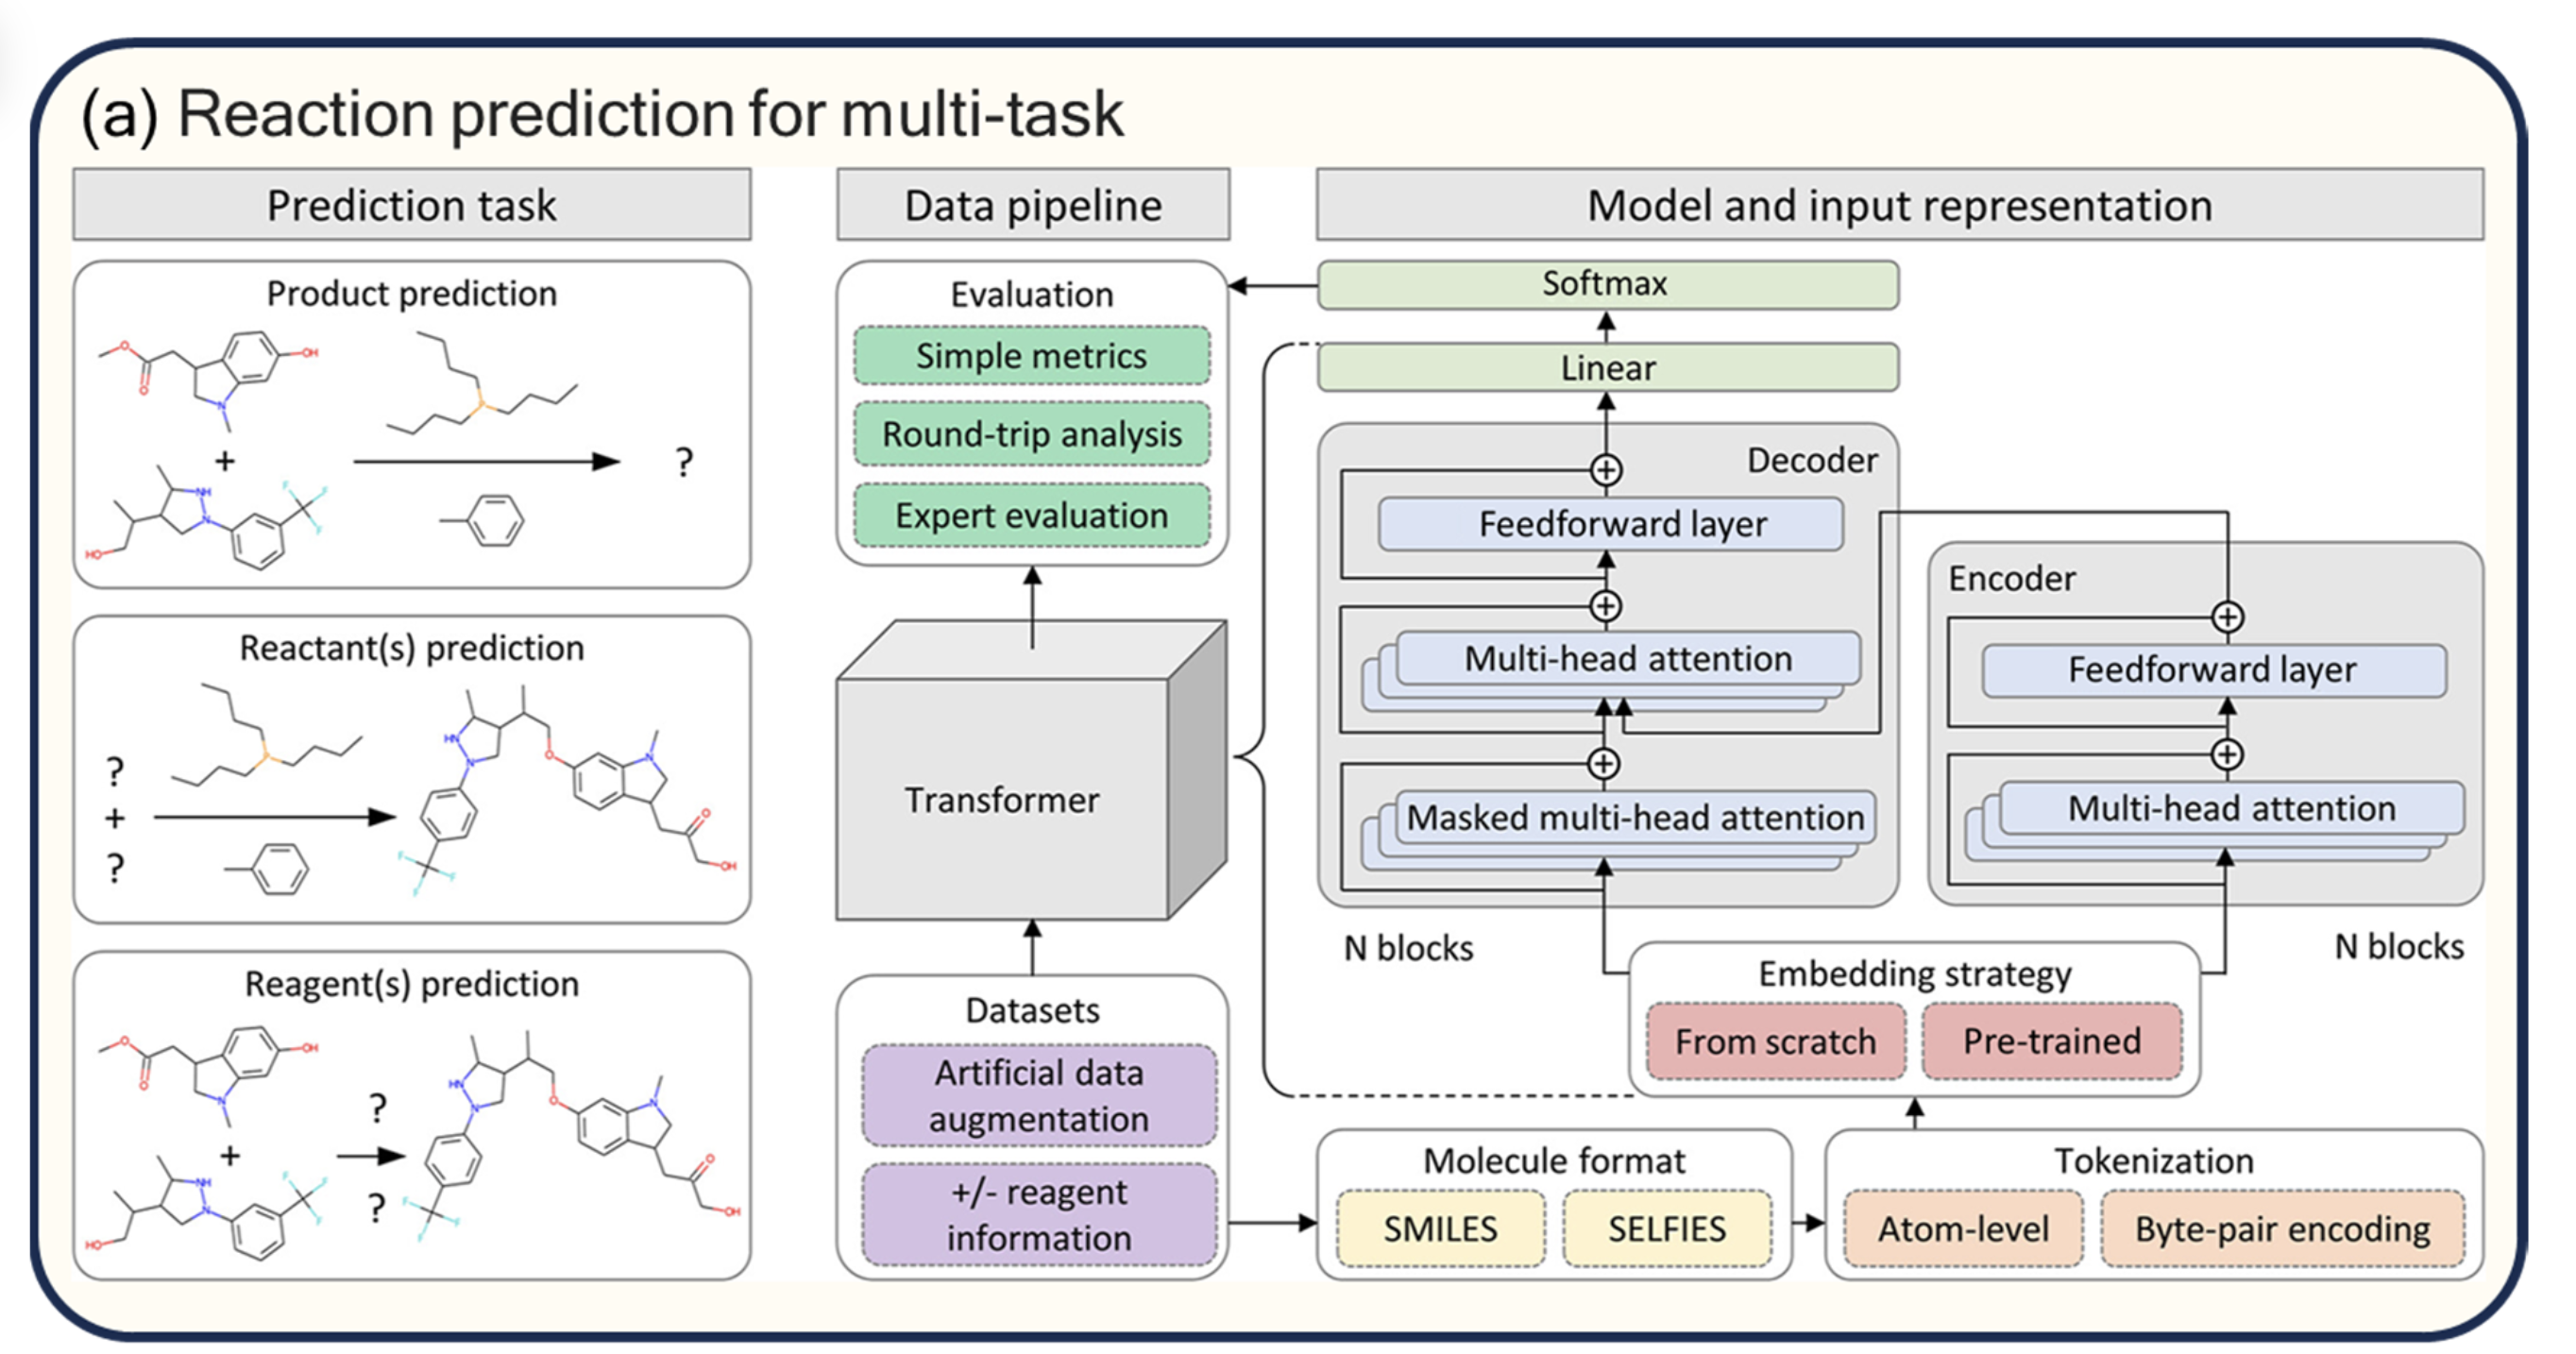 (a) Reaction prediction for multi-task
Prediction task
Product prediction
O
O
OH
N
P
+
?
NH
N
F
F
F
HO
Reactant(s) prediction
?
+
?
P
HN
N
O
N
O
OH
F
F
F
Reagent(s) prediction
O
O
OH
N
+
NH
N
F
F
F
HO
?
?
HN
N
O
N
O
OH
F
F
F
Data pipeline
Evaluation
Simple metrics
Round-trip analysis
Expert evaluation
Transformer
Datasets
Artificial data
augmentation
+/- reagent
information
Model and input representation
Softmax
Linear
Decoder
Feedforward layer
Multi-head attention
Masked multi-head attention
N blocks
Encoder
Feedforward layer
Multi-head attention
N blocks
Embedding strategy
From scratch
Pre-trained
Molecule format
SMILES
SELFIES
Tokenization
Atom-level
Byte-pair encoding